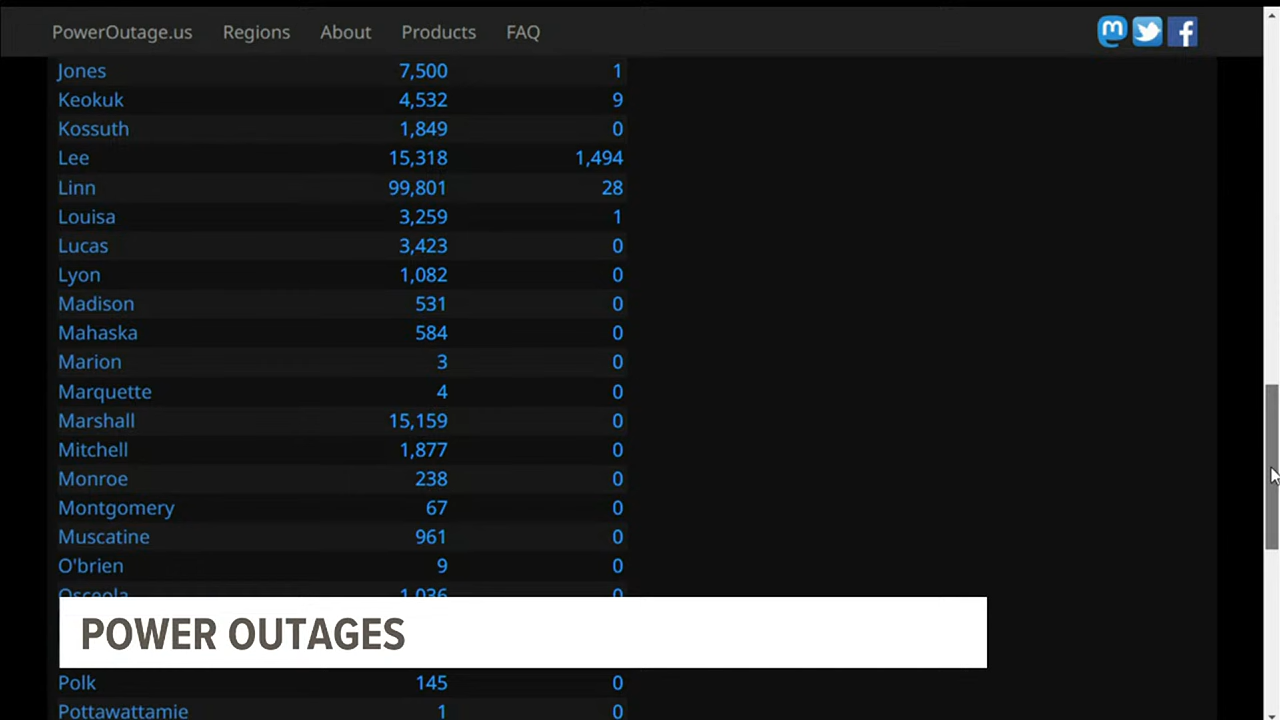 PowerOutage.us Regions About Products FAQ
Jones 7,500 1
Keokuk 4,532 9
Kossuth 1,849 0
Lee 15,318 1,494
Linn 99,801 28
Louisa 3,259 1
Lucas 3,423 0
Lyon 1,082 0
Madison 531 0
Mahaska 584 0
Marion 3 0
Marquette 4 0
Marshall 15,159 0
Mitchell 1,877 0
Monroe 238 0
Montgomery 67 0
Muscatine 961 0
O'brien 9 0
Osceola 1,036 0
POWER OUTAGES
Polk 145 0
Pottawattamie 1 0